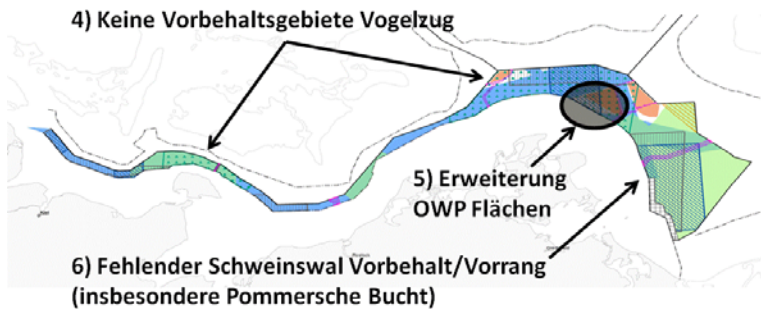 4) Keine Vorbehaltsgebiete Vogelzug
5) Erweiterung
OWP Flächen
6) Fehlender Schweinswal Vorbehalt/Vorrang
(insbesondere Pommersche Bucht)